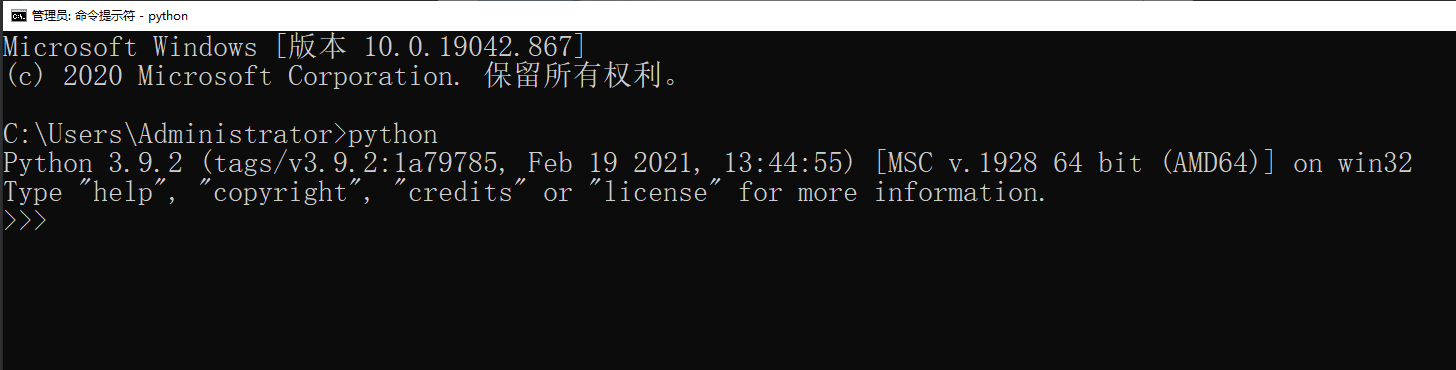 管理员: 命令提示符 - python
Microsoft Windows [版本 10.0.19042.867]
(c) 2020 Microsoft Corporation. 保留所有权利。
C:\Users\Administrator>python
Python 3.9.2 (tags/v3.9.2:1a79785, Feb 19 2021, 13:44:55) [MSC v.1928 64 bit (AMD64)] on win32
Type "help", "copyright", "credits" or "license" for more information.
>>>